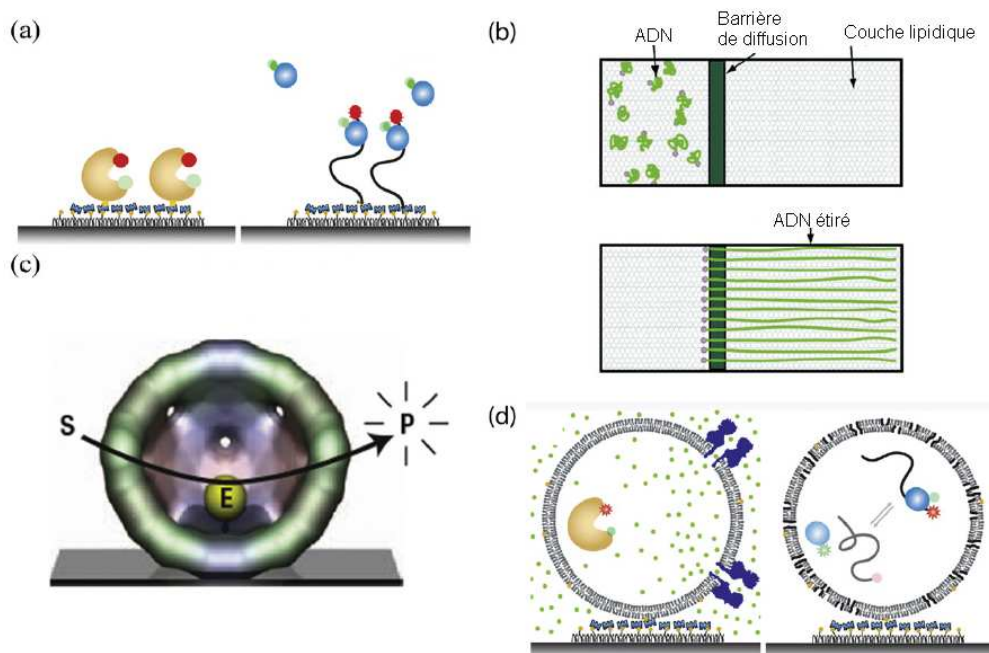 (a)
(b)
ADN
Barrière
de diffusion
Couche lipidique
ADN étiré
(c)
S
E
P
(d)